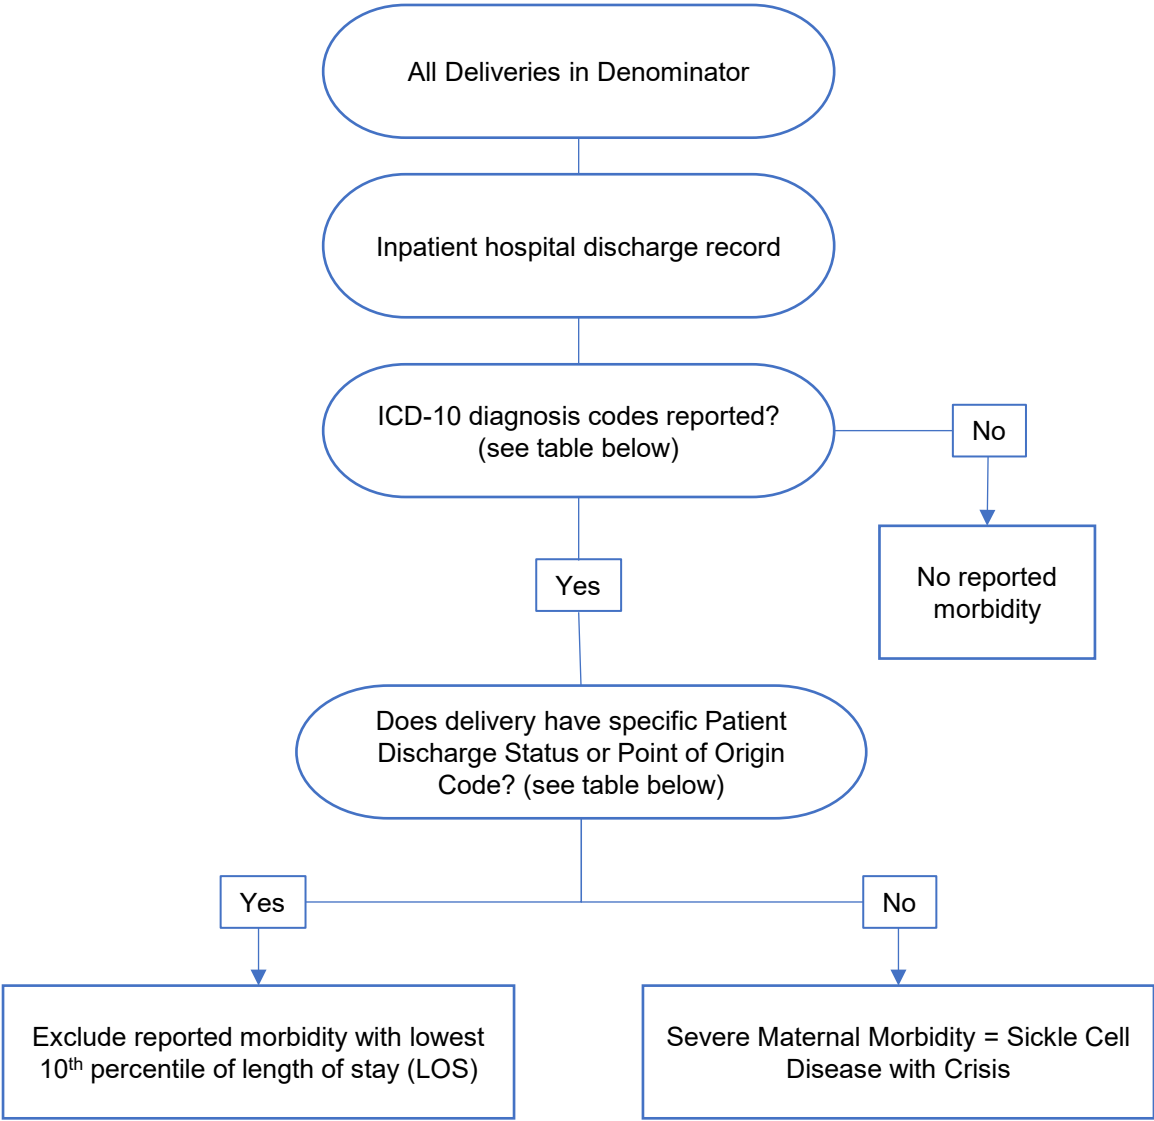 All Deliveries in Denominator
Inpatient hospital discharge record
ICD-10 diagnosis codes reported?
(see table below)
No
No reported
morbidity
Yes
Does delivery have specific Patient
Discharge Status or Point of Origin
Code? (see table below)
Yes
No
Exclude reported morbidity with lowest
10th percentile of length of stay (LOS)
Severe Maternal Morbidity = Sickle Cell
Disease with Crisis